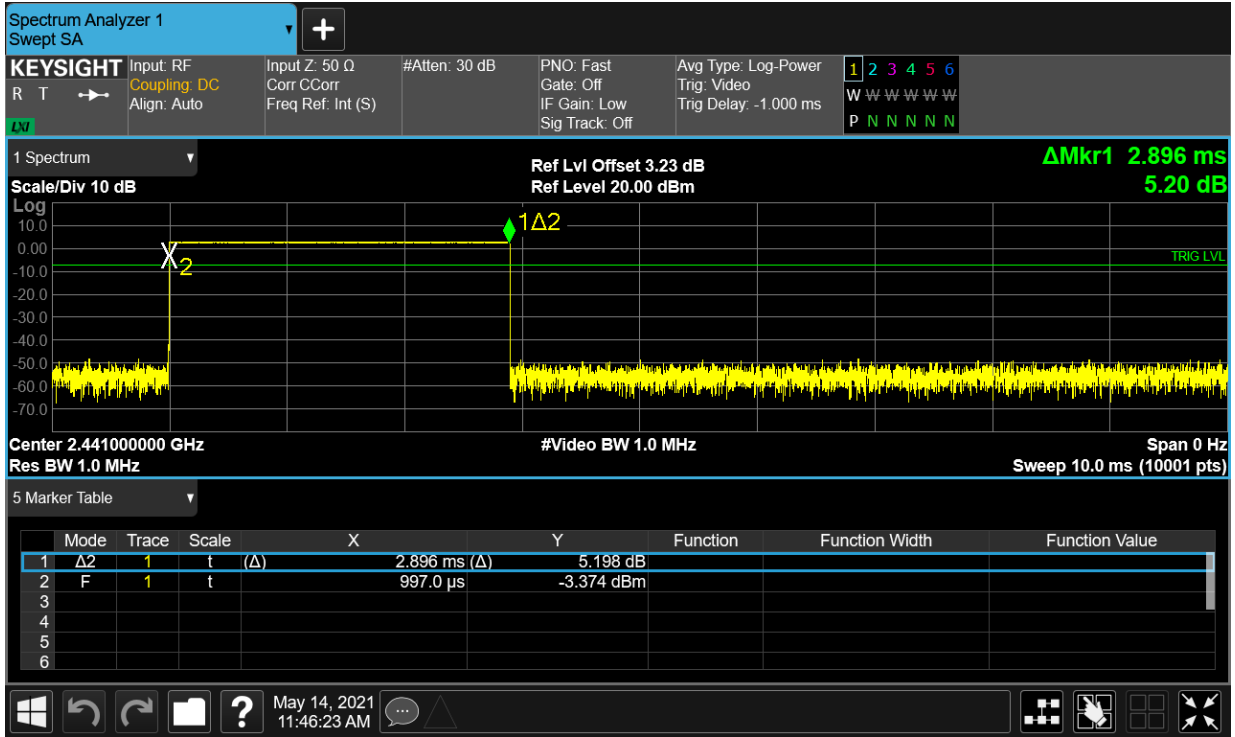 Spectrum Analyzer 1
Swept SA
KEYSIGHT
R T
LXI
Input: RF
Coupling: DC
Align: Auto
Input Z: 50 Ω
Corr CCorr
Freq Ref: Int (S)
#Atten: 30 dB
PNO: Fast
Gate: Off
IF Gain: Low
Sig Track: Off
Avg Type: Log-Power
Trig: Video
Trig Delay: -1.000 ms
1 2 3 4 5 6
W W W W W W
P N N N N N
1 Spectrum
Scale/Div 10 dB
Ref Lvl Offset 3.23 dB
Ref Level 20.00 dBm
ΔMkr1 2.896 ms
5.20 dB
Log
10.0
0.00
-10.0
-20.0
-30.0
-40.0
-50.0
-60.0
-70.0
1Δ2
2
TRIG LVL
Center 2.441000000 GHz
Res BW 1.0 MHz
#Video BW 1.0 MHz
Span 0 Hz
Sweep 10.0 ms (10001 pts)
5 Marker Table
Mode Trace Scale X Y Function Function Width Function Value
1 Δ2 1 t (Δ) 2.896 ms (Δ) 5.198 dB
2 F 1 t 997.0 µs -3.374 dBm
3
4
5
6
?
May 14, 2021
11:46:23 AM